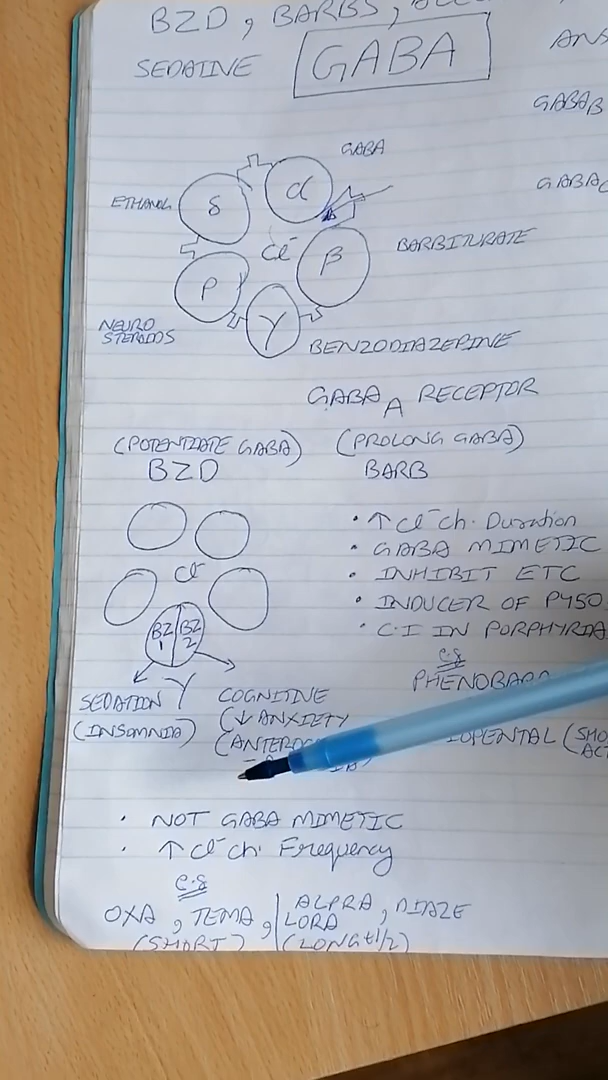 BZD, BARBS,
SEDATIVE GABA
GABA B
GABA C
GABA
ETHANOL
δ
α
Cl-
β
ρ
γ
BARBITURATE
NEURO
STEROIDS
BENZODIAZEPINE
GABA A RECEPTOR
(POTENTIATE GABA) (PROLONG GABA)
BZD BARB
Cl-
BZ 1 BZ 2
γ
• ↑ Cl- ch. Duration
• GABA MIMETIC
• INHIBIT ETC
• INDUCER OF P450
• C.I IN PORPHYRIA
e.g
SEDATION
(INSOMNIA)
COGNITIVE
(↓ ANXIETY
• NOT GABA MIMETIC
• ↑ Cl- ch. Frequency
e.g
OXA, TEMA, | ALPRA, DIAZE
LORA
(SHORT) (LONG t1/2)